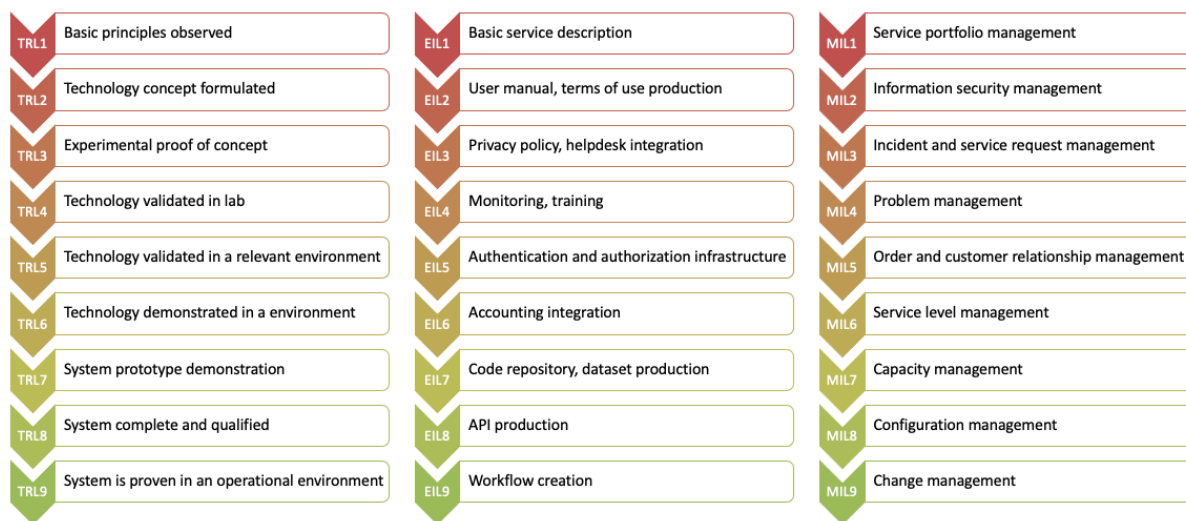 TRL1
Basic principles observed
TRL2
Technology concept formulated
TRL3
Experimental proof of concept
TRL4
Technology validated in lab
TRL5
Technology validated in a relevant environment
TRL6
Technology demonstrated in a environment
TRL7
System prototype demonstration
TRL8
System complete and qualified
TRL9
System is proven in an operational environment
EIL1
Basic service description
EIL2
User manual, terms of use production
EIL3
Privacy policy, helpdesk integration
EIL4
Monitoring, training
EIL5
Authentication and authorization infrastructure
EIL6
Accounting integration
EIL7
Code repository, dataset production
EIL8
API production
EIL9
Workflow creation
MIL1
Service portfolio management
MIL2
Information security management
MIL3
Incident and service request management
MIL4
Problem management
MIL5
Order and customer relationship management
MIL6
Service level management
MIL7
Capacity management
MIL8
Configuration management
MIL9
Change management